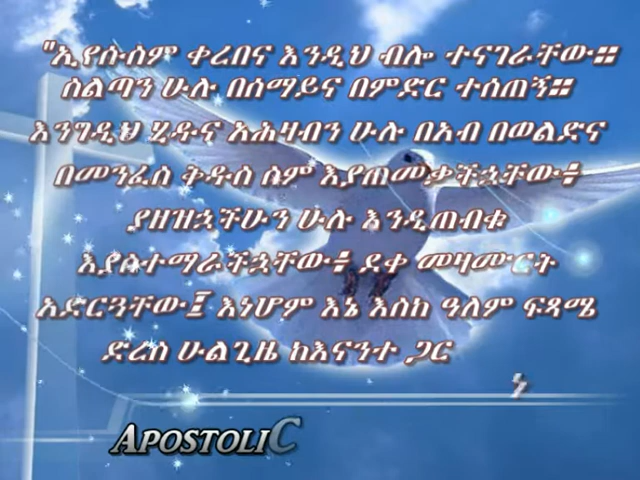 "ኢየሱስም ቀረበና እንዲህ ብሎ ተናገራቸው።
ስልጣን ሁሉ በሰማይና በምድር ተሰጠኝ።
እንግዲህ ሂዱና አሕዛብን ሁሉ በአብ በወልድና
በመንፈስ ቅዱስ ስም እያጠመቃችኋቸው፥
ያዘዝኋችሁን ሁሉ እንዲጠብቁ
እያስተማራችኋቸው፥ ደቀ መዛሙርት
አድርጓቸው፤ እነሆም እኔ እስከ ዓለም ፍጻሜ
ድረስ ሁልጊዜ ከእናንተ ጋር
ነ
APOSTOLIC